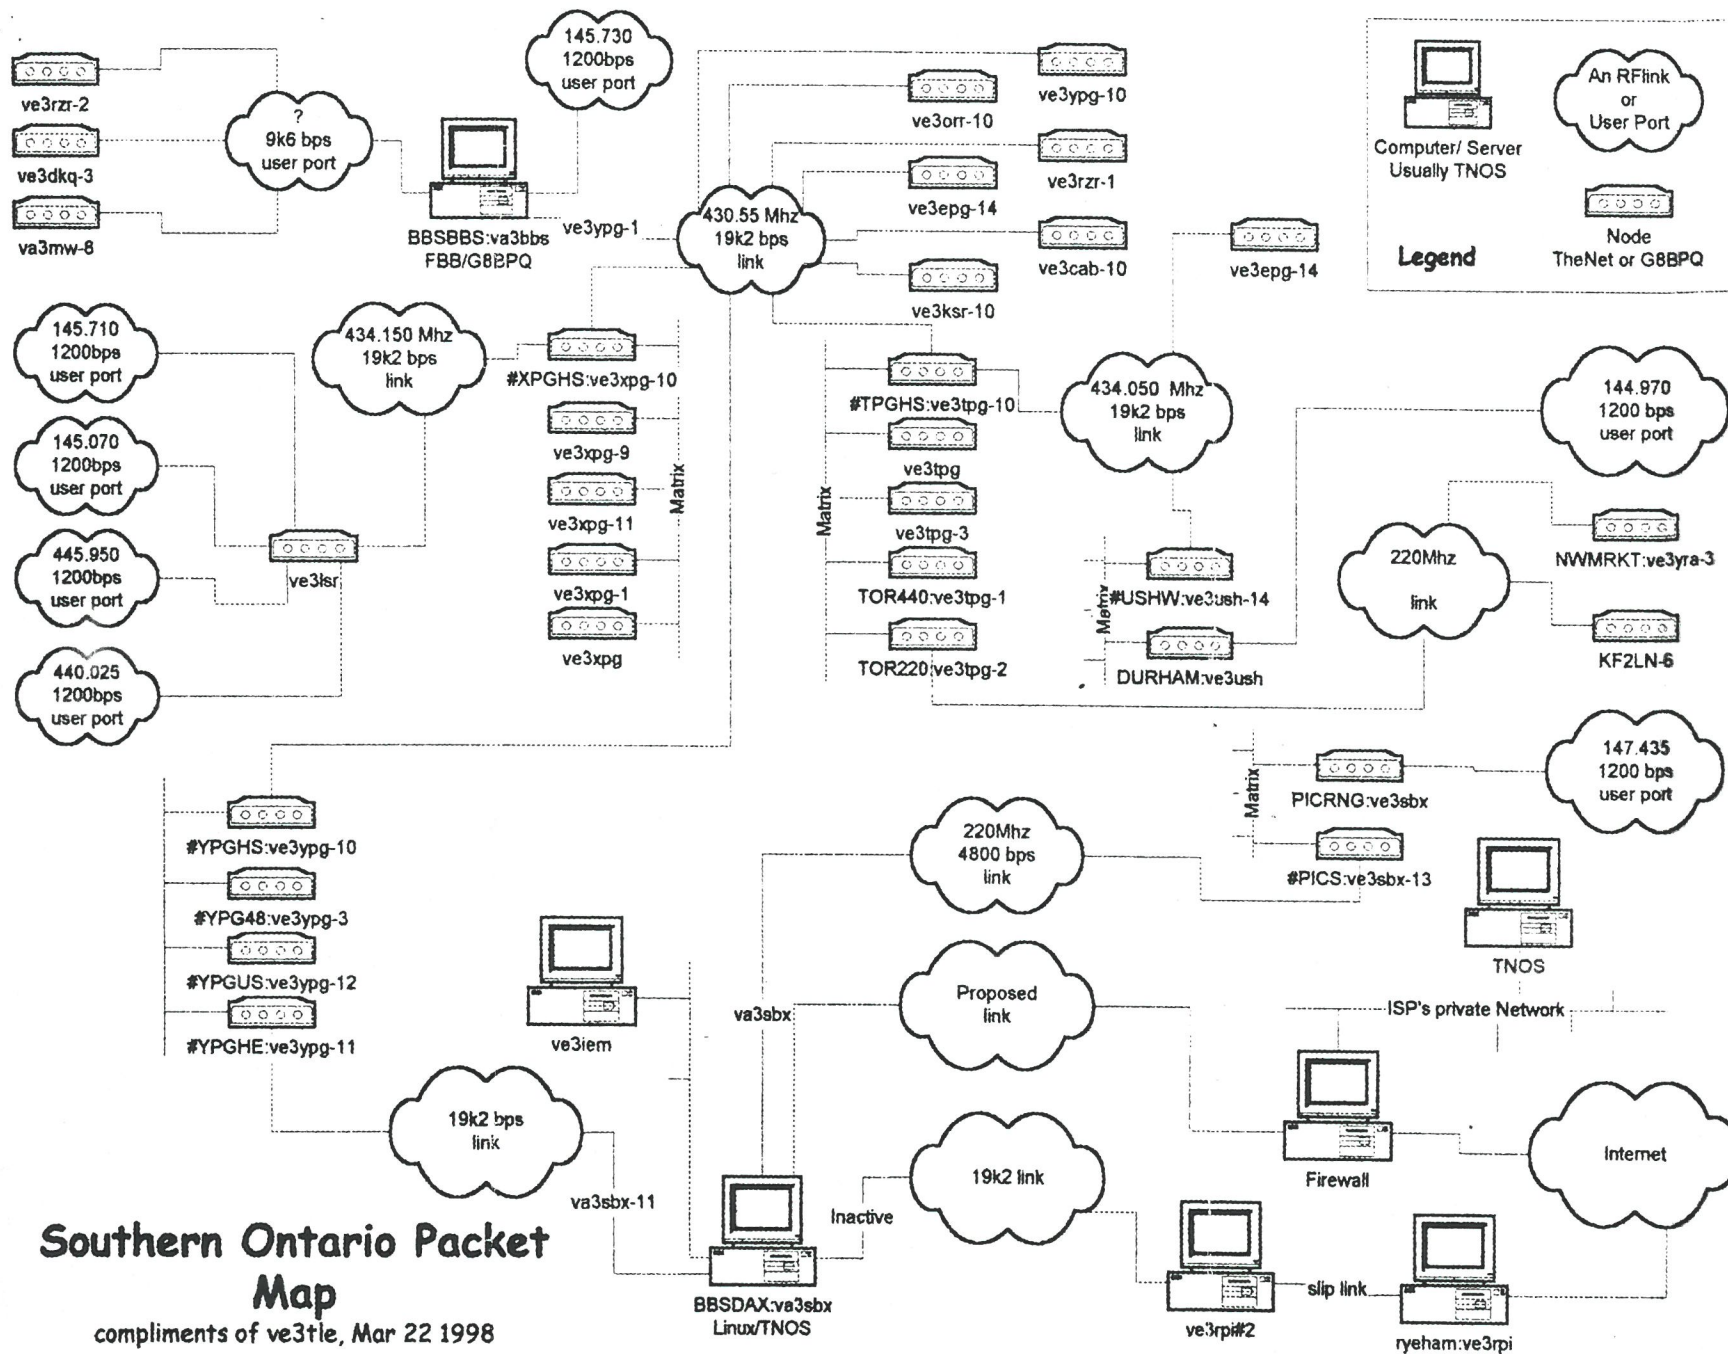 ve3rzr-2
ve3dkq-3
va3mw-8
?
9k6 bps
user port
145.730
1200bps
user port
BBSBBS:va3bbs
FBB/G8BPQ
ve3ypg-1
430.55 Mhz
19k2 bps
link
ve3ypg-10
ve3orr-10
ve3rzr-1
ve3epg-14
ve3cab-10
ve3ksr-10
ve3epg-14
Computer/ Server
Usually TNOS
An RFlink
or
User Port
Node
TheNet or G8BPQ
Legend
145.710
1200bps
user port
145.070
1200bps
user port
445.950
1200bps
user port
440.025
1200bps
user port
ve3lsr
434.150 Mhz
19k2 bps
link
#XPGHS:ve3xpg-10
ve3xpg-9
ve3xpg-11
ve3xpg-1
ve3xpg
Matrix
Matrix
#TPGHS:ve3tpg-10
ve3tpg
ve3tpg-3
TOR440:ve3tpg-1
TOR220:ve3tpg-2
434.050 Mhz
19k2 bps
link
Matrix
#USHW:ve3ush-14
DURHAM:ve3ush
144.970
1200 bps
user port
220Mhz
link
NWMRKT:ve3yra-3
KF2LN-6
147.435
1200 bps
user port
Matrix
PICRNG:ve3sbx
#PICS:ve3sbx-13
#YPGHS:ve3ypg-10
#YPG48:ve3ypg-3
#YPGUS:ve3ypg-12
#YPGHE:ve3ypg-11
220Mhz
4800 bps
link
TNOS
ve3iem
va3sbx
Proposed
link
ISP's private Network
19k2 bps
link
va3sbx-11
19k2 link
Inactive
Firewall
Internet
BBSDAX:va3sbx
Linux/TNOS
ve3rpi#2
slip link
ryeham:ve3rpi
Southern Ontario Packet
Map
compliments of ve3tle, Mar 22 1998